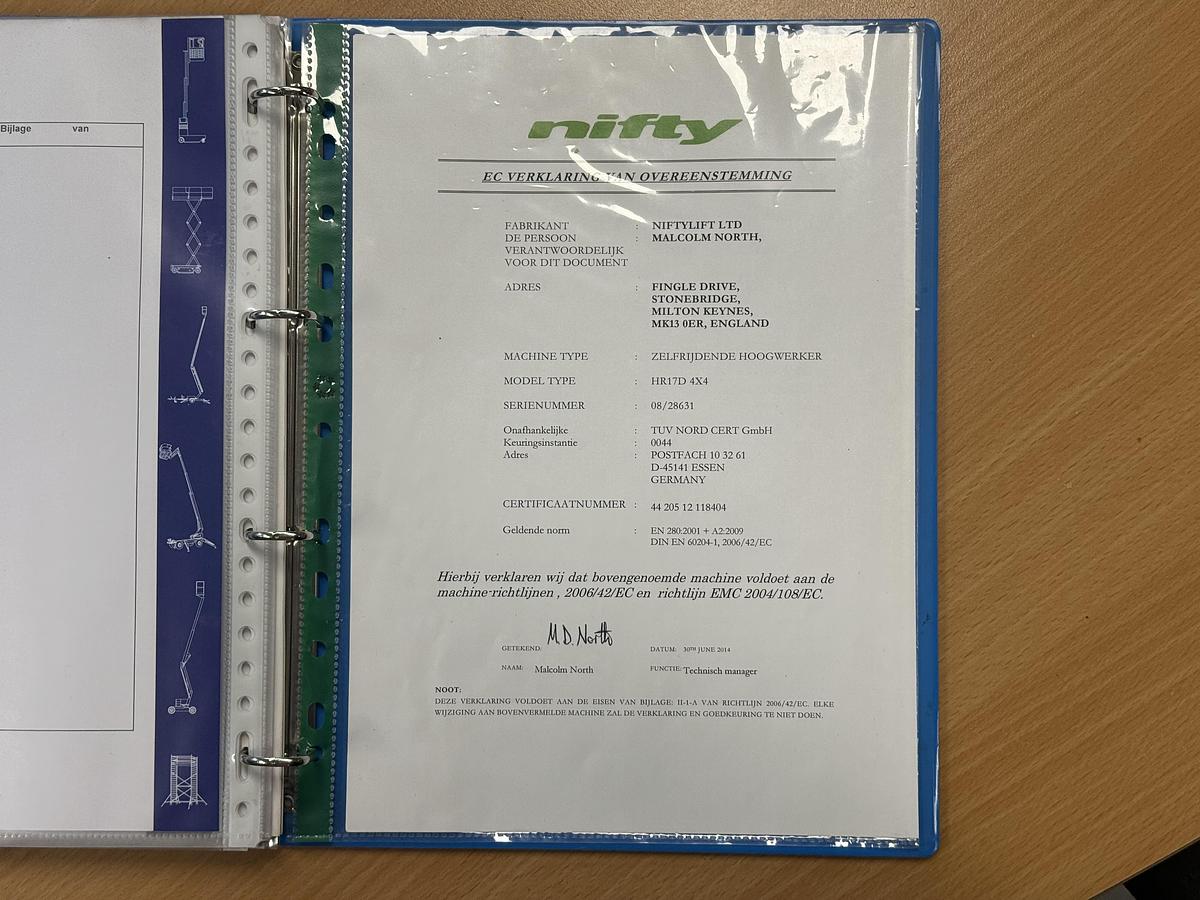 Bijlage van
nifty
EC VERKLARING VAN OVEREENSTEMMING
FABRIKANT : NIFTYLIFT LTD
DE PERSOON : MALCOLM NORTH,
VERANTWOORDELIJK
VOOR DIT DOCUMENT
ADRES : FINGLE DRIVE,
STONEBRIDGE,
MILTON KEYNES,
MK13 0ER, ENGLAND
MACHINE TYPE : ZELFRIJDENDE HOOGWERKER
MODEL TYPE : HR17D 4X4
SERIENUMMER : 08/28631
Onafhankelijke : TUV NORD CERT GmbH
Keuringsinstantie : 0044
Adres : POSTFACH 10 32 61
D-45141 ESSEN
GERMANY
CERTIFICAATNUMMER : 44 205 12 118404
Geldende norm : EN 280:2001 + A2:2009
DIN EN 60204-1, 2006/42/EC
Hierbij verklaren wij dat bovengenoemde machine voldoet aan de
machine-richtlijnen , 2006/42/EC en richtlijn EMC 2004/108/EC.
M.D. North
GETEKEND: DATUM: 30TH JUNE 2014
NAAM: Malcolm North FUNCTIE: Technisch manager
NOOT:
DEZE VERKLARING VOLDOET AAN DE EISEN VAN BIJLAGE: II-1-A VAN RICHTLIJN 2006/42/EC. ELKE
WIJZIGING AAN BOVENVERMELDE MACHINE ZAL DE VERKLARING EN GOEDKEURING TE NIET DOEN.